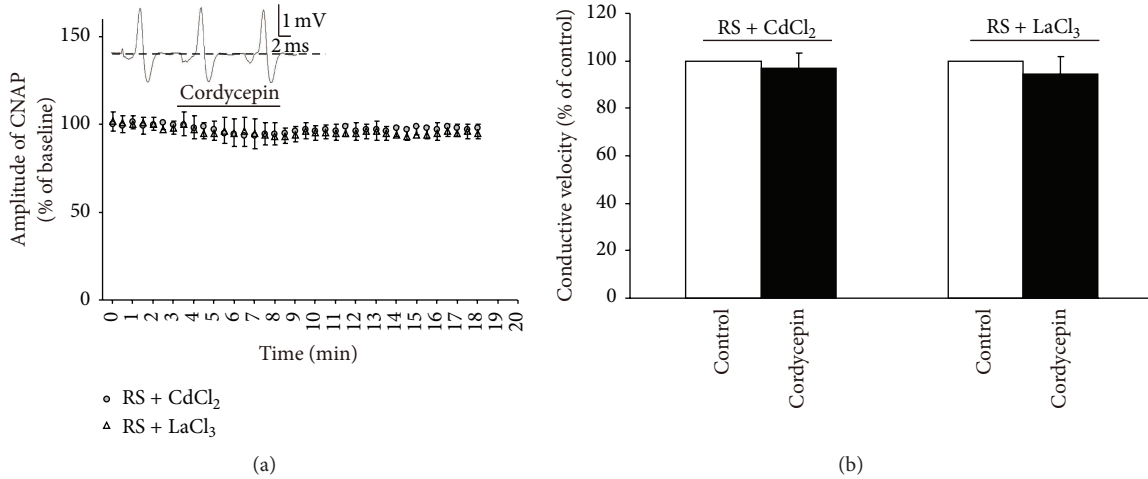 150
100
50
0
Amplitude of CNAP
(% of baseline)
1 mV
2 ms
Cordycepin
0 1 2 3 4 5 6 7 8 9 10 11 12 13 14 15 16 17 18 19 20
Time (min)
RS + CdCl₂
RS + LaCl₃
(a)
120
100
80
60
40
20
0
Conductive velocity (% of control)
RS + CdCl₂
RS + LaCl₃
Control
Cordycepin
Control
Cordycepin
(b)